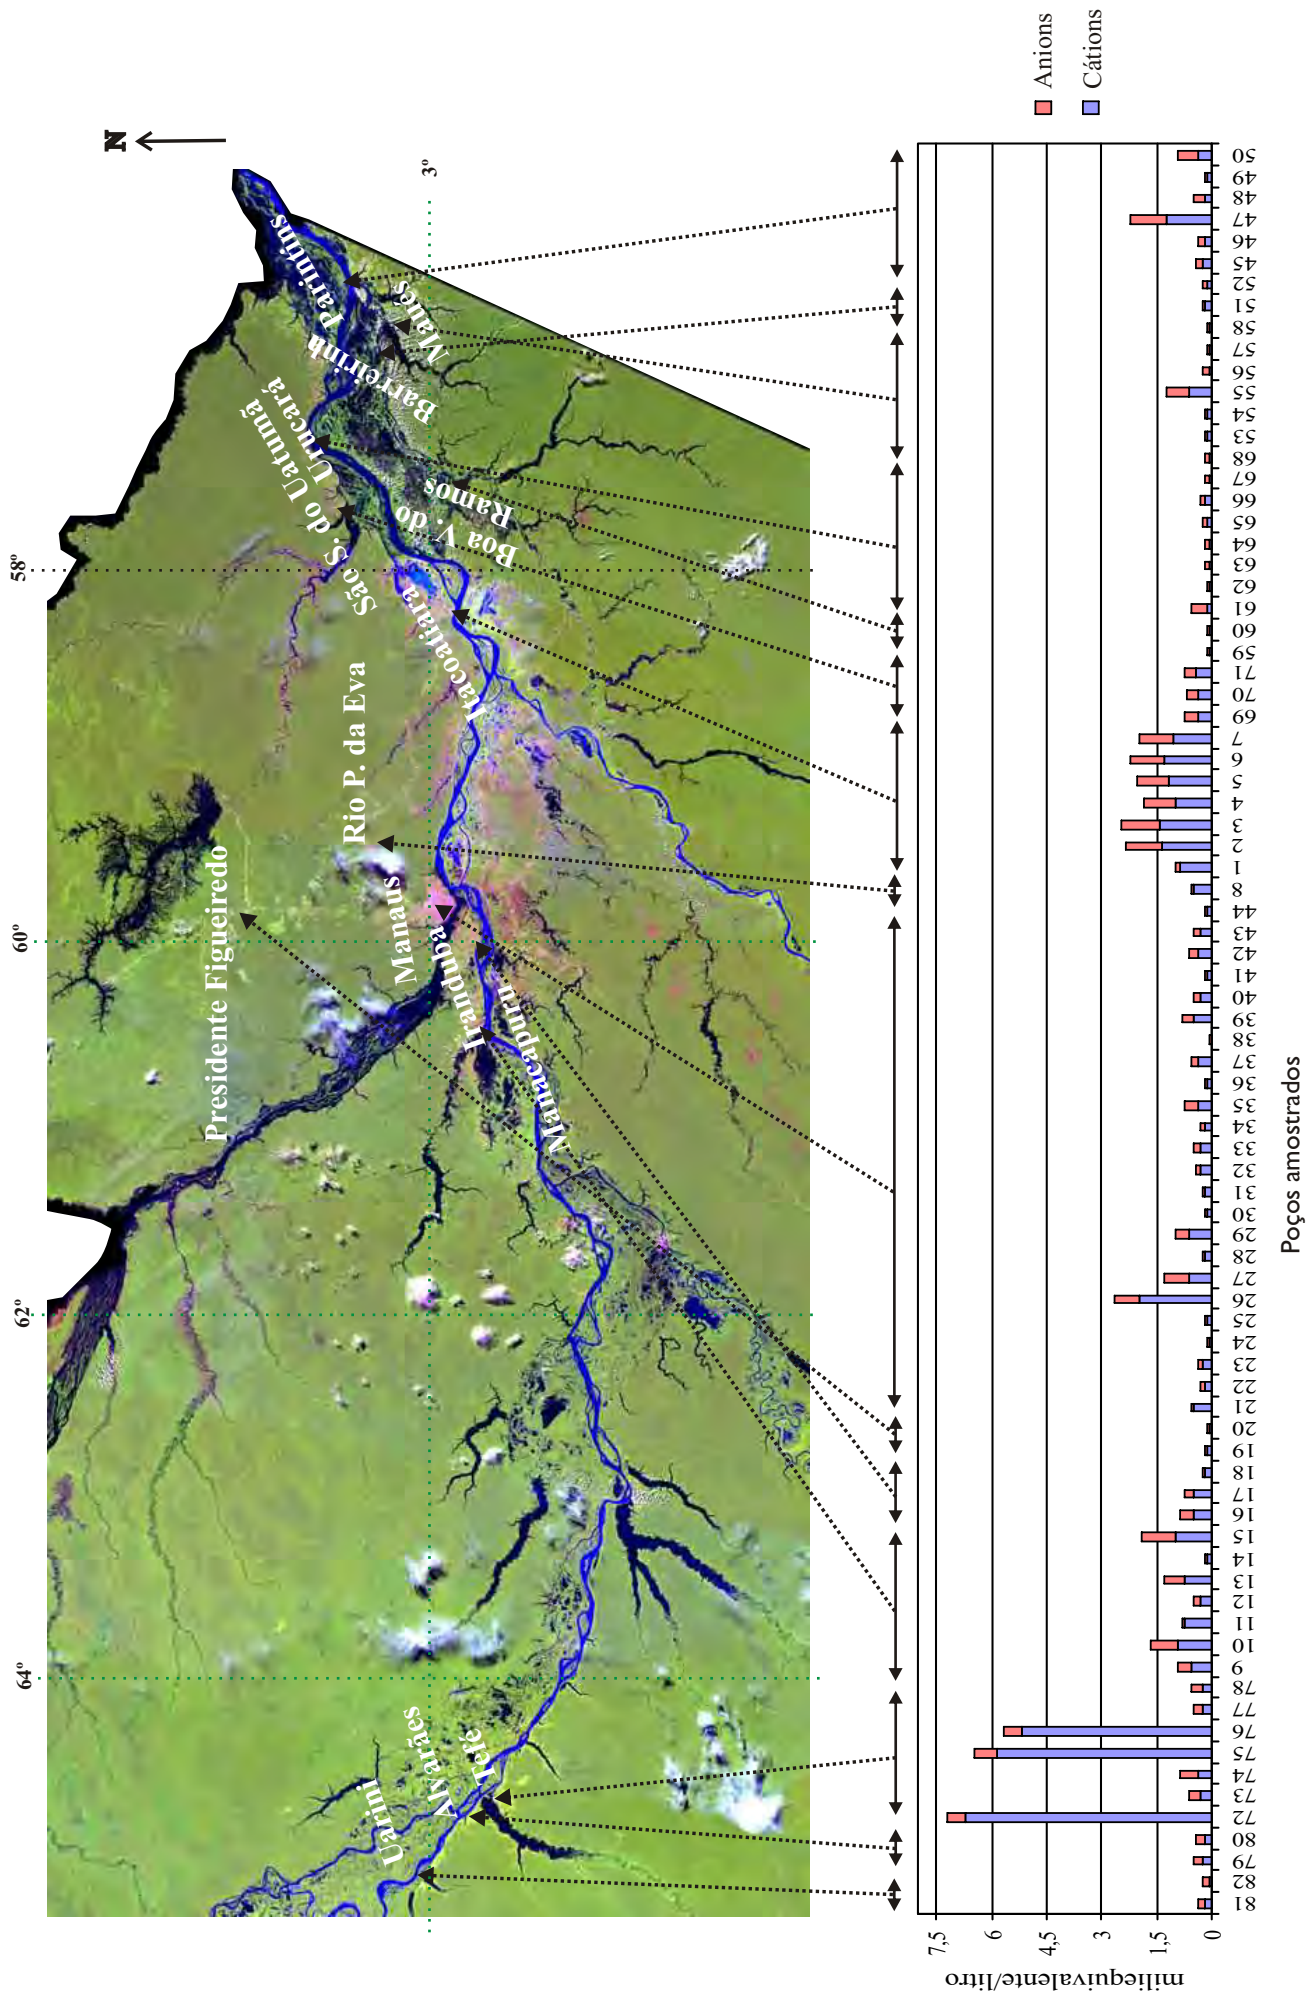 N
58°
60°
62°
64°
3°
Parintins
Maués
Barreirinh
Urucará
São S. do Uatumã
Boa V. do
Ramos
Itacoatiara
Rio P. da Eva
Presidente Figueiredo
Manaus
Iranduba
Manacapuru
Tefé
Alvarães
Uarini
Anions
Cátions
miliequivalente/litro
7,5
6
4,5
3
1,5
0
81 82 79 80 72 73 74 75 76 77 78 9 10 11 12 13 14 15 16 17 18 19 20 21 22 23 24 25 26 27 28 29 30 31 32 33 34 35 36 37 38 39 40 41 42 43 44 8 1 2 3 4 5 6 7 69 70 71 59 60 61 62 63 64 65 66 67 68 53 54 55 56 57 58 51 52 45 46 47 48 49 50
Poços amostrados